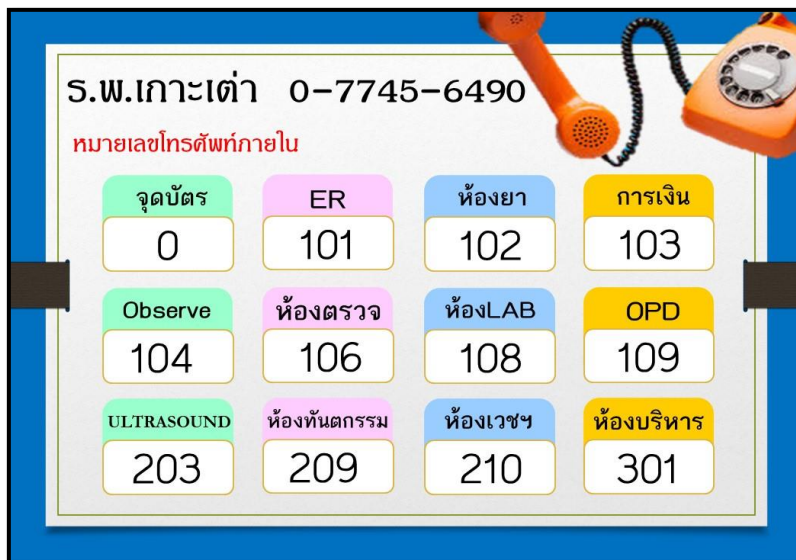 ร.พ.เกาะเต่า 0-7745-6490
หมายเลขโทรศัพท์ภายใน
จุดบัตร ER ห้องยา การเงิน
0 101 102 103
Observe ห้องตรวจ ห้องLAB OPD
104 106 108 109
ULTRASOUND ห้องทันตกรรม ห้องเวชฯ ห้องบริหาร
203 209 210 301